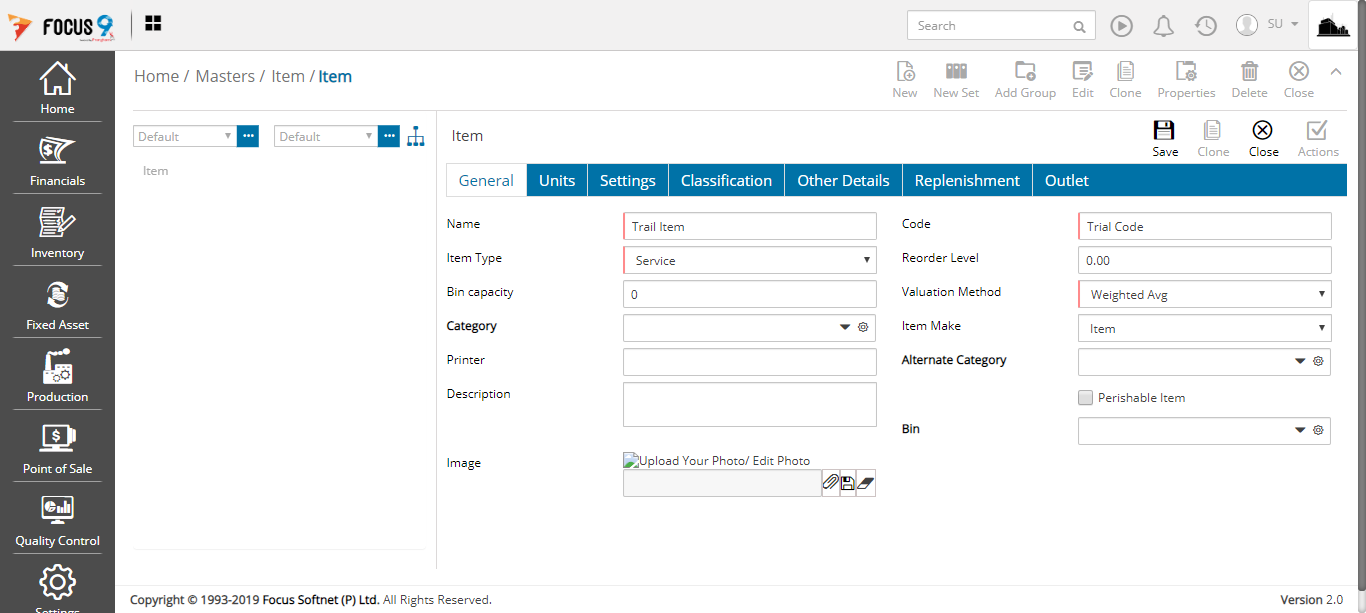 FOCUS 9
Search
SU
Home
Financials
Inventory
Fixed Asset
Production
Point of Sale
Quality Control
Settings
Home / Masters / Item / Item
New
New Set
Add Group
Edit
Clone
Properties
Delete
Close
Default
Default
Item
Item
Save
Clone
Close
Actions
General
Units
Settings
Classification
Other Details
Replenishment
Outlet
Name
Trail Item
Code
Trial Code
Item Type
Service
Reorder Level
0.00
Bin capacity
0
Valuation Method
Weighted Avg
Category
Item Make
Item
Printer
Alternate Category
Description
Perishable Item
Bin
Image
Upload Your Photo/ Edit Photo
Copyright © 1993-2019 Focus Softnet (P) Ltd. All Rights Reserved.
Version 2.0